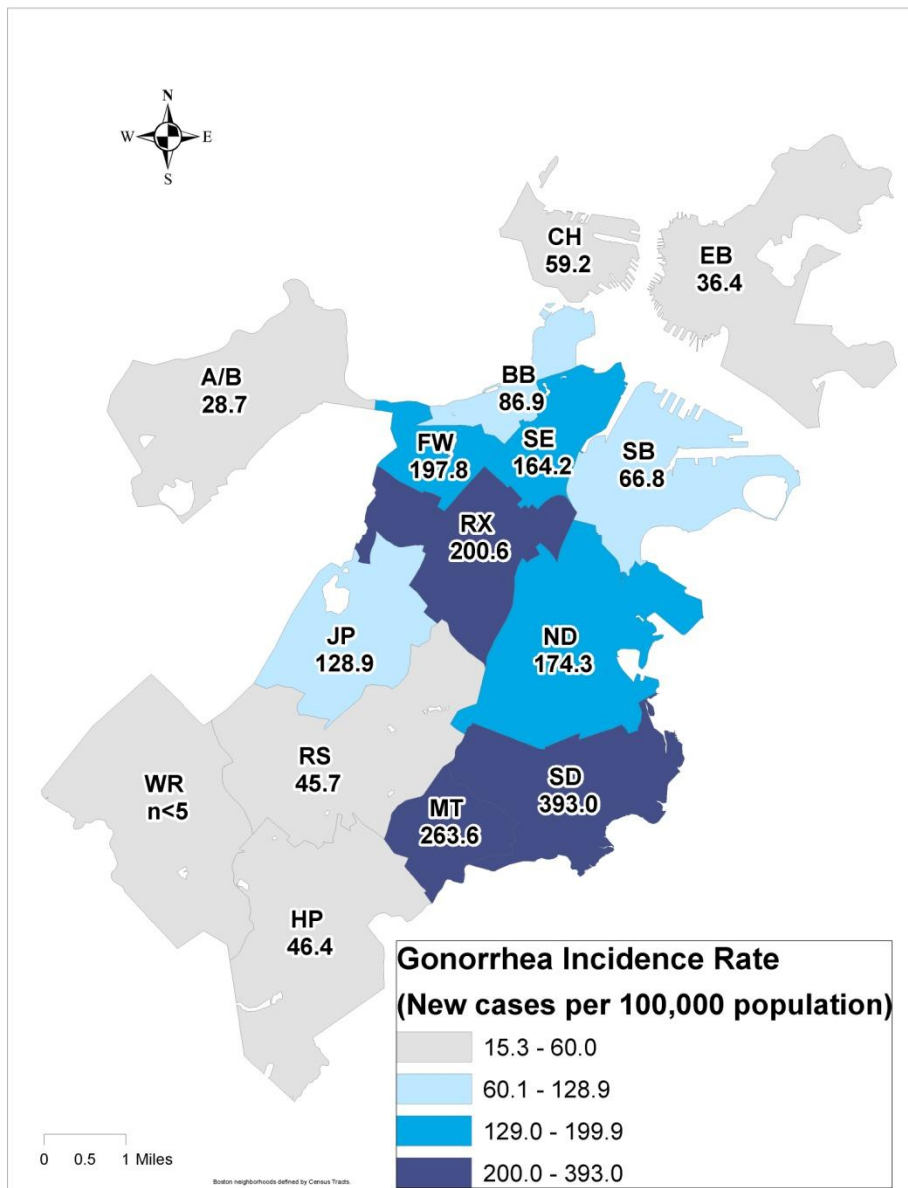 N
W E
S
CH
59.2
EB
36.4
A/B
28.7
BB
86.9
FW
197.8
SE
164.2
SB
66.8
RX
200.6
JP
128.9
ND
174.3
RS
45.7
WR
n<5
SD
393.0
MT
263.6
HP
46.4
Gonorrhea Incidence Rate
(New cases per 100,000 population)
15.3 - 60.0
60.1 - 128.9
129.0 - 199.9
200.0 - 393.0
0 0.5 1 Miles
Boston neighborhoods defined by Census Tracts.